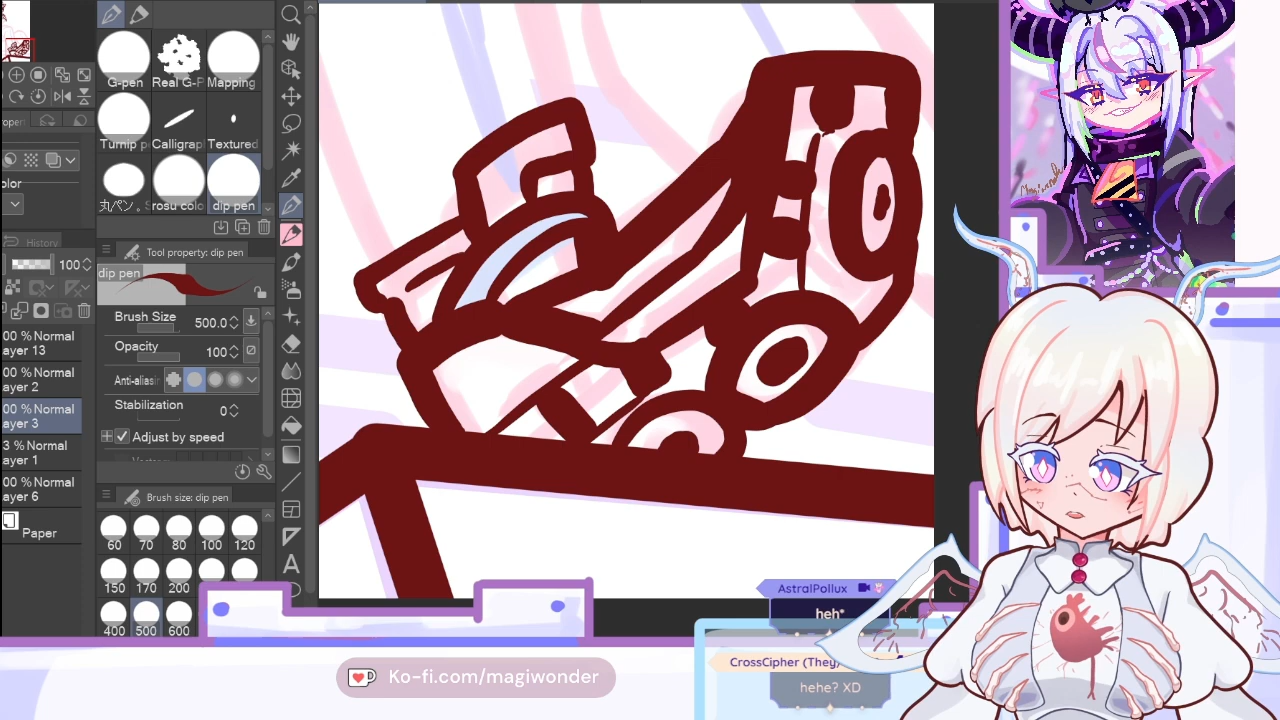 G-pen
Real G-P
Mapping
Turnip p
Calligrap
Textured
丸ペン。
rosu colo
dip pen
roper
olor
History
100
Tool property: dip pen
dip pen
Brush Size
500.0
Opacity
100
Anti-aliasin
Stabilization
0
Adjust by speed
00 % Normal
ayer 13
00 % Normal
ayer 2
00 % Normal
ayer 3
3 % Normal
ayer 1
00 % Normal
ayer 6
Paper
Brush size: dip pen
60
70
80
100
120
150
170
200
400
500
600
Ko-fi.com/magiwonder
AstralPollux
heh*
CrossCipher (They/
hehe? XD